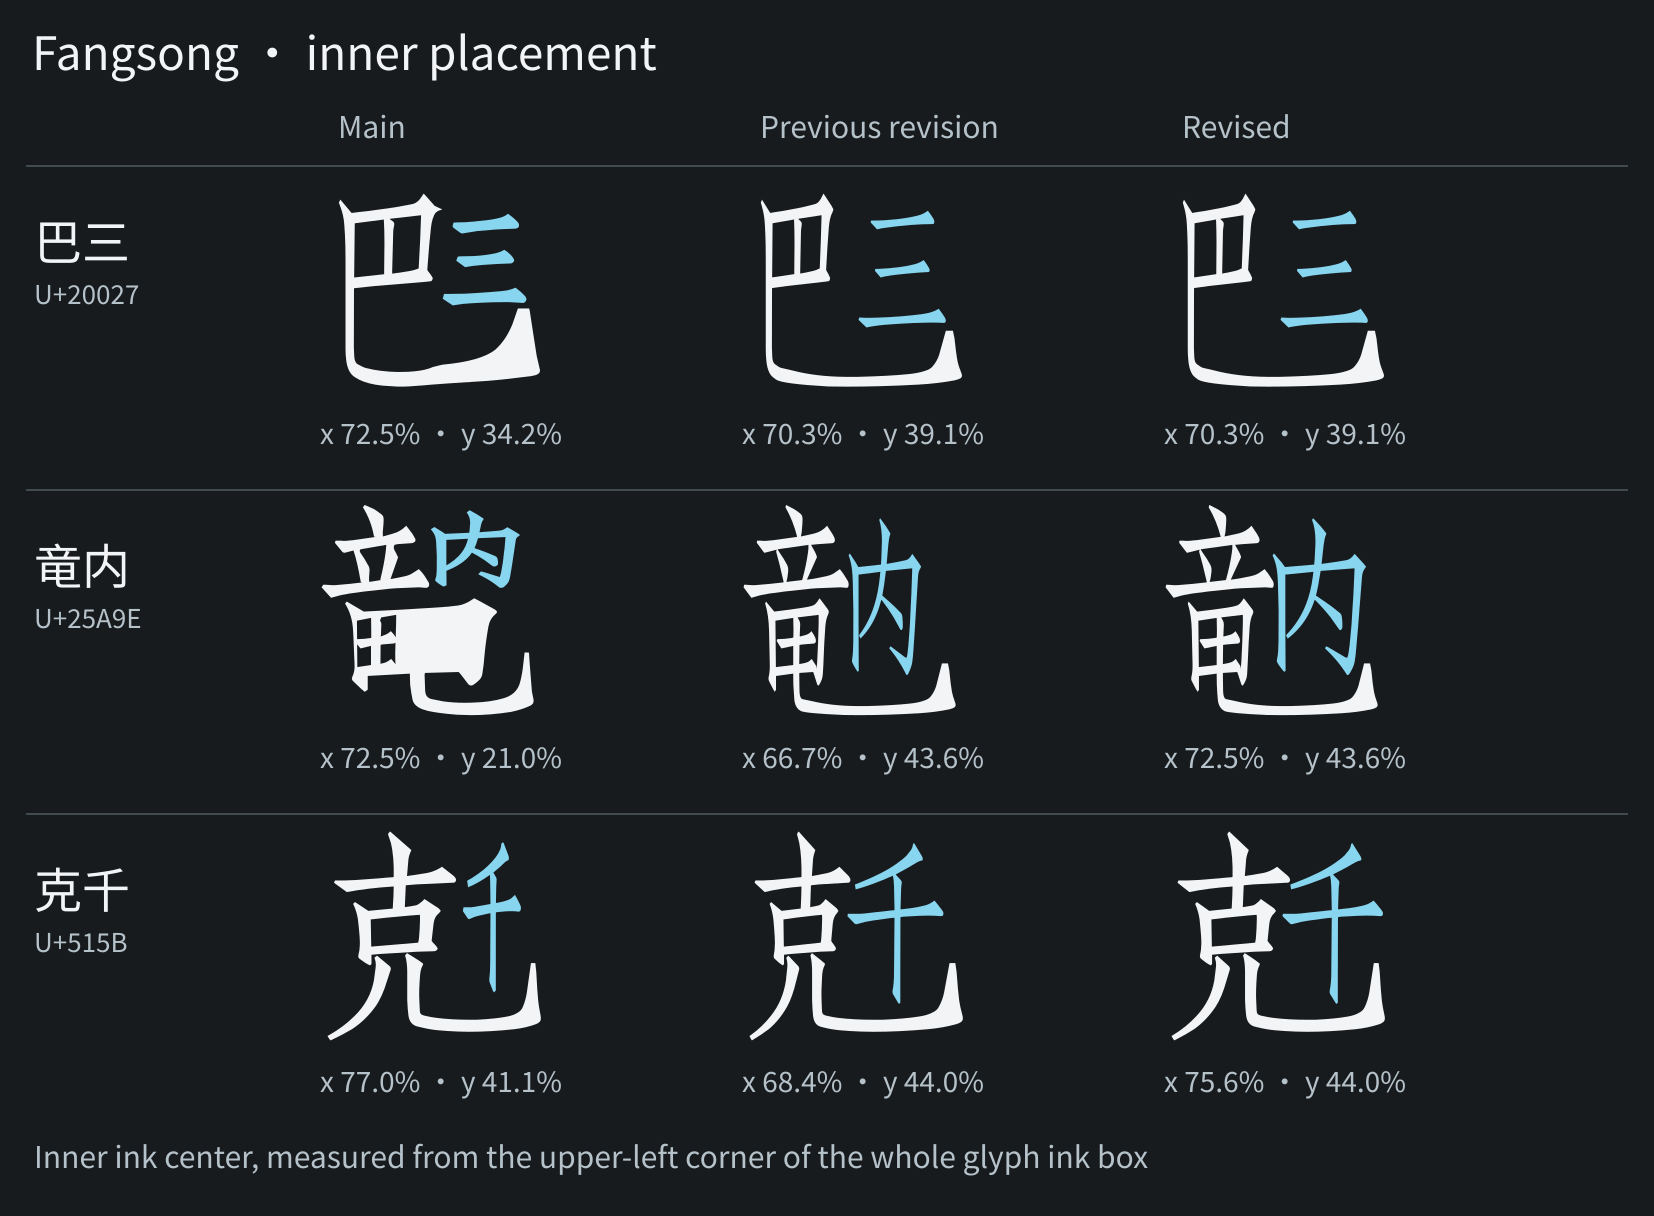 Fangsong · inner placement
Main Previous revision Revised
巴三
U+20027
x 72.5% · y 34.2% x 70.3% · y 39.1% x 70.3% · y 39.1%
竜内
U+25A9E
x 72.5% · y 21.0% x 66.7% · y 43.6% x 72.5% · y 43.6%
克千
U+515B
兛 兛 兛
x 77.0% · y 41.1% x 68.4% · y 44.0% x 75.6% · y 44.0%
Inner ink center, measured from the upper-left corner of the whole glyph ink box